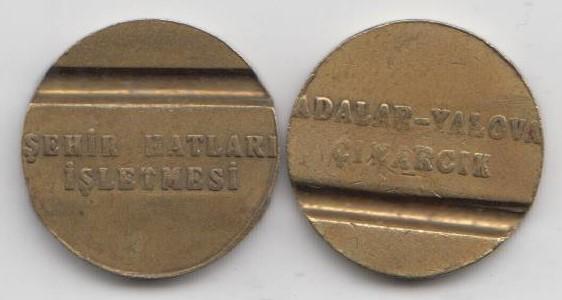 ŞEHİR HATLARI
İŞLETMESİ
ADALAR-YALOVA
ÇINARCIK